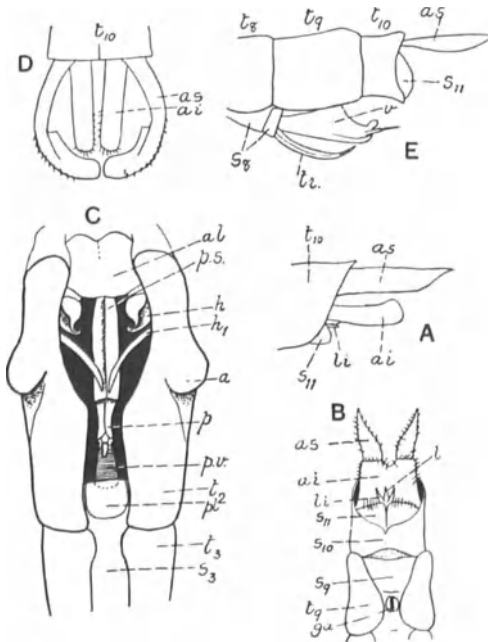 t10
D
as
ai
t8 t9 t10 as
s11
v
s8
ti.
E
C
al
p.s.
h
h1
a
p
p.v.
t2
pl
t3
s3
t10
as
s11
li
ai
A
B
as
l
ai
li
s11
s10
s9
t9
ga